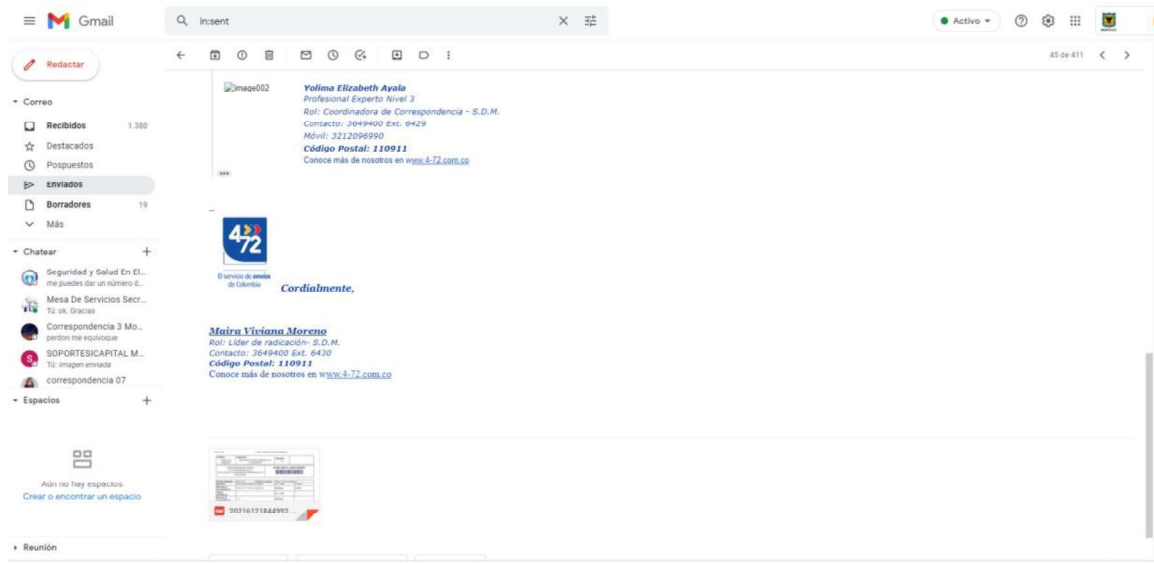 Gmail
in:sent
Activo
Redactar
45 de 411
Correo
Recibidos 1.380
Destacados
Pospuestos
Enviados
Borradores 19
Más
Chatear
Seguridad y Salud En El...
me puedes dar un número d...
Mesa De Servicios Secr...
Tú: ok. Gracias
Correspondencia 3 Mo...
perdon me equivoque
SOPORTESICAPITAL M...
Tú: Imagen enviada
correspondencia 07
Espacios
Aún no hay espacios
Crear o encontrar un espacio
Reunión
image002
Yolima Elizabeth Ayala
Profesional Experto Nivel 3
Rol: Coordinadora de Correspondencia - S.D.M.
Contacto: 3649400 Ext. 6429
Móvil: 3212096990
Código Postal: 110911
Conoce más de nosotros en www.4-72.com.co
--
4-72
El servicio de envíos
de Colombia
Cordialmente,
Maira Viviana Moreno
Rol: Líder de radicación- S.D.M.
Contacto: 3649400 Ext. 6430
Código Postal: 110911
Conoce más de nosotros en www.4-72.com.co
PDF 20216121844992...